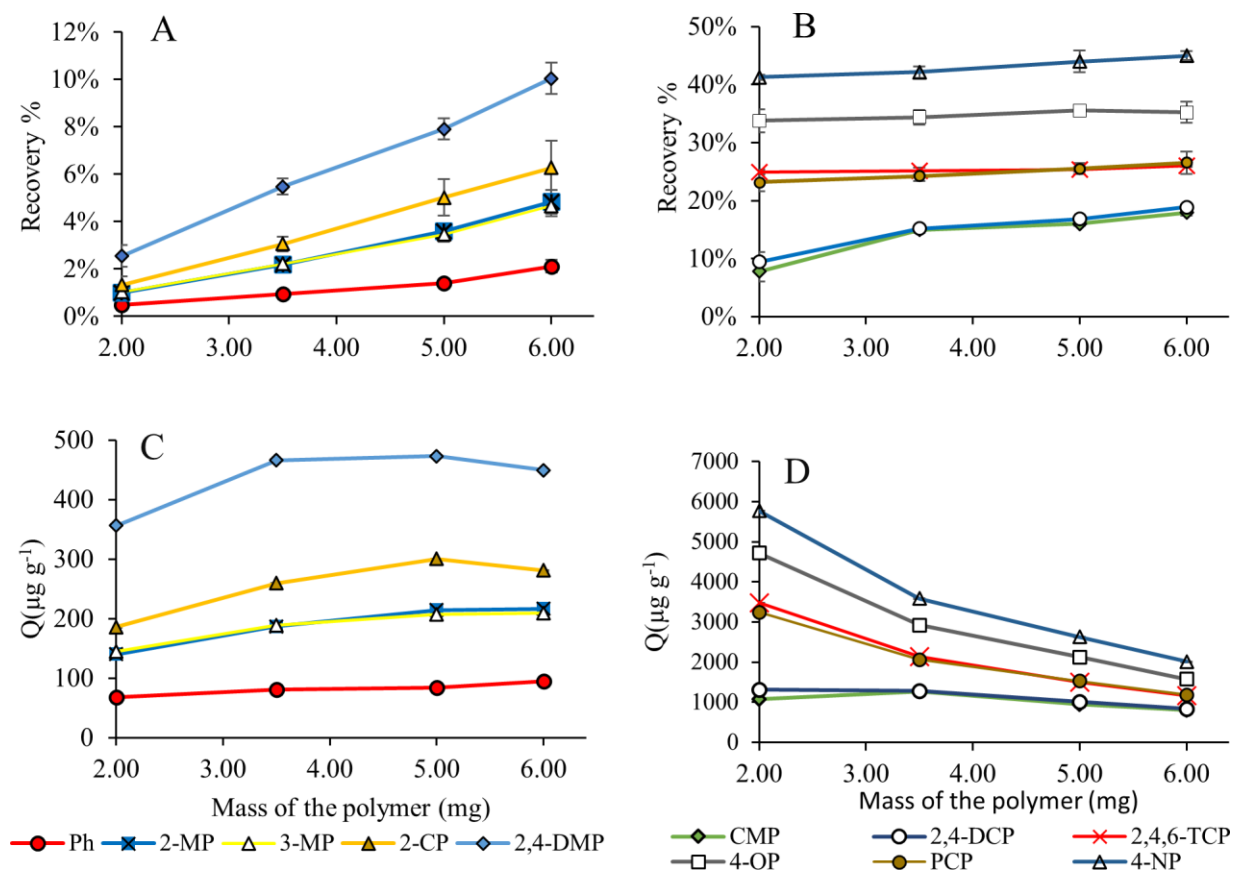 A
12%
10%
8%
6%
4%
2%
0%
Recovery %
2.00 3.00 4.00 5.00 6.00
B
50%
40%
30%
20%
10%
0%
Recovery %
2.00 3.00 4.00 5.00 6.00
C
500
400
300
200
100
0
Q(µg g-1)
2.00 3.00 4.00 5.00 6.00
Mass of the polymer (mg)
Ph 2-MP 3-MP 2-CP 2,4-DMP
D
7000
6000
5000
4000
3000
2000
1000
0
Q(µg g-1)
2.00 3.00 4.00 5.00 6.00
Mass of the polymer (mg)
CMP 2,4-DCP 2,4,6-TCP
4-OP PCP 4-NP